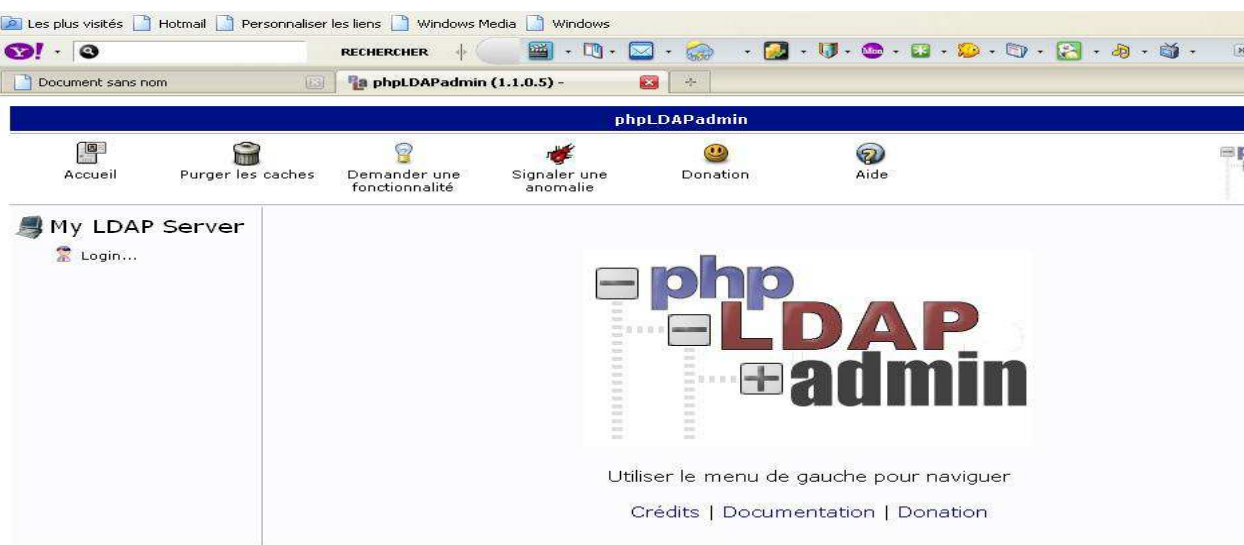 Les plus visités Hotmail Personnaliser les liens Windows Media Windows
Y! RECHERCHER
Document sans nom phpLDAPadmin (1.1.0.5) -
phpLDAPadmin
Accueil Purger les caches Demander une fonctionnalité Signaler une anomalie Donation Aide
My LDAP Server
Login...
php
LDAP
admin
Utiliser le menu de gauche pour naviguer
Crédits | Documentation | Donation